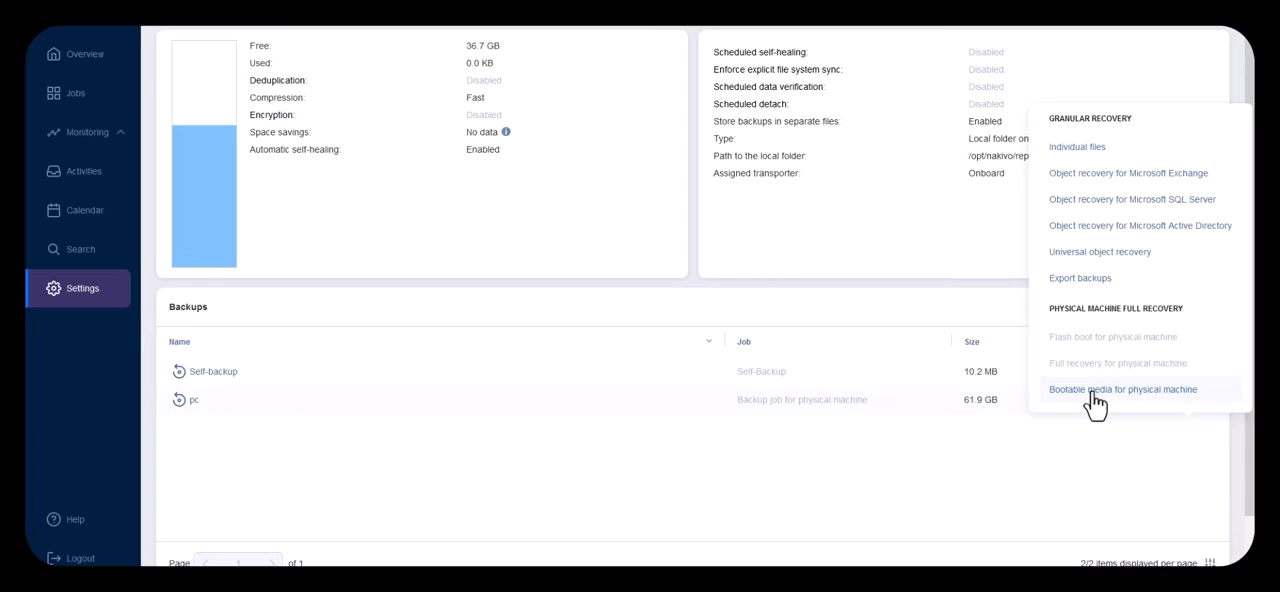 Overview
Jobs
Monitoring
Activities
Calendar
Search
Settings
Help
Logout
Free: 36.7 GB
Used: 0.0 KB
Deduplication: Disabled
Compression: Fast
Encryption: Disabled
Space savings: No data
Automatic self-healing: Enabled
Scheduled self-healing: Disabled
Enforce explicit file system sync: Disabled
Scheduled data verification: Disabled
Scheduled detach: Disabled
Store backups in separate files: Enabled
Type: Local folder on
Path to the local folder: /opt/nakivo/rep
Assigned transporter: Onboard
GRANULAR RECOVERY
Individual files
Object recovery for Microsoft Exchange
Object recovery for Microsoft SQL Server
Object recovery for Microsoft Active Directory
Universal object recovery
Export backups
PHYSICAL MACHINE FULL RECOVERY
Flash boot for physical machine
Full recovery for physical machine
Bootable media for physical machine
Backups
Name Job Size
Self-backup Self-Backup 10.2 MB
pc Backup job for physical machine 61.9 GB
Page 1 of 1
2/2 items displayed per page